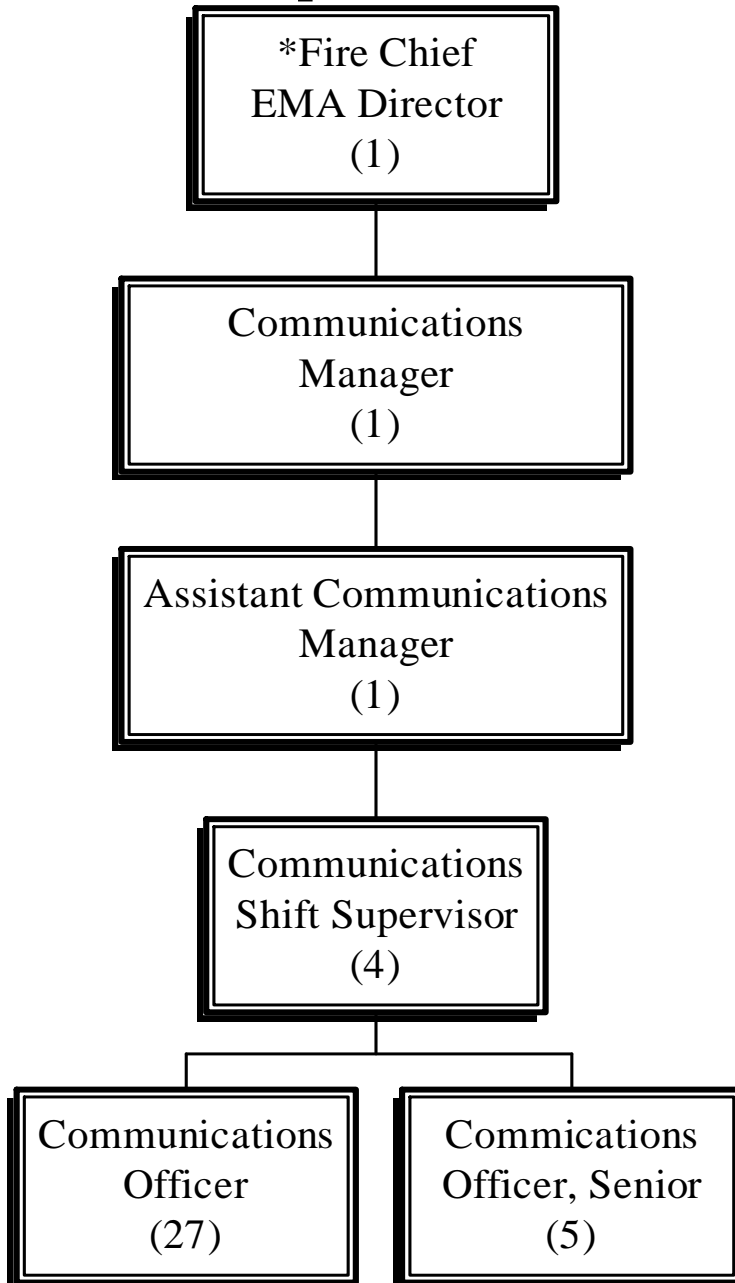 *Fire Chief
EMA Director
(1)
Communications
Manager
(1)
Assistant Communications
Manager
(1)
Communications
Shift Supervisor
(4)
Communications
Officer
(27)
Commications
Officer, Senior
(5)